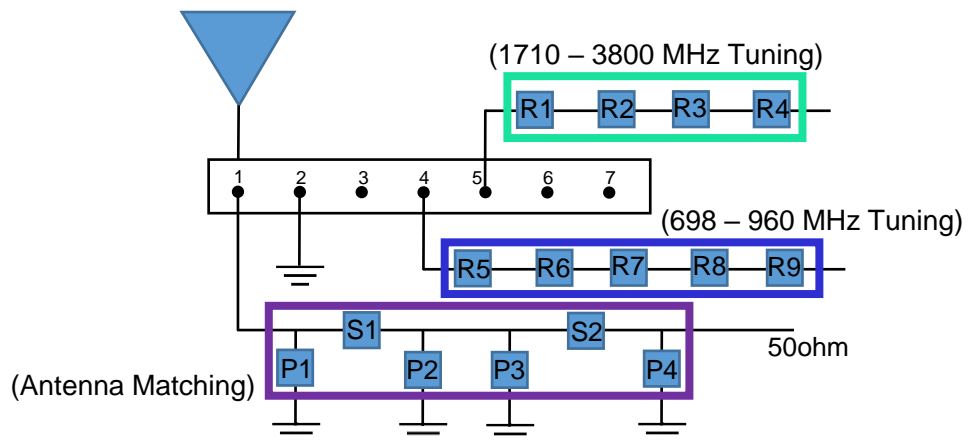 (1710 – 3800 MHz Tuning)
R1 R2 R3 R4
1 2 3 4 5 6 7
(698 – 960 MHz Tuning)
R5 R6 R7 R8 R9
S1 S2
50ohm
P1 P2 P3 P4
(Antenna Matching)